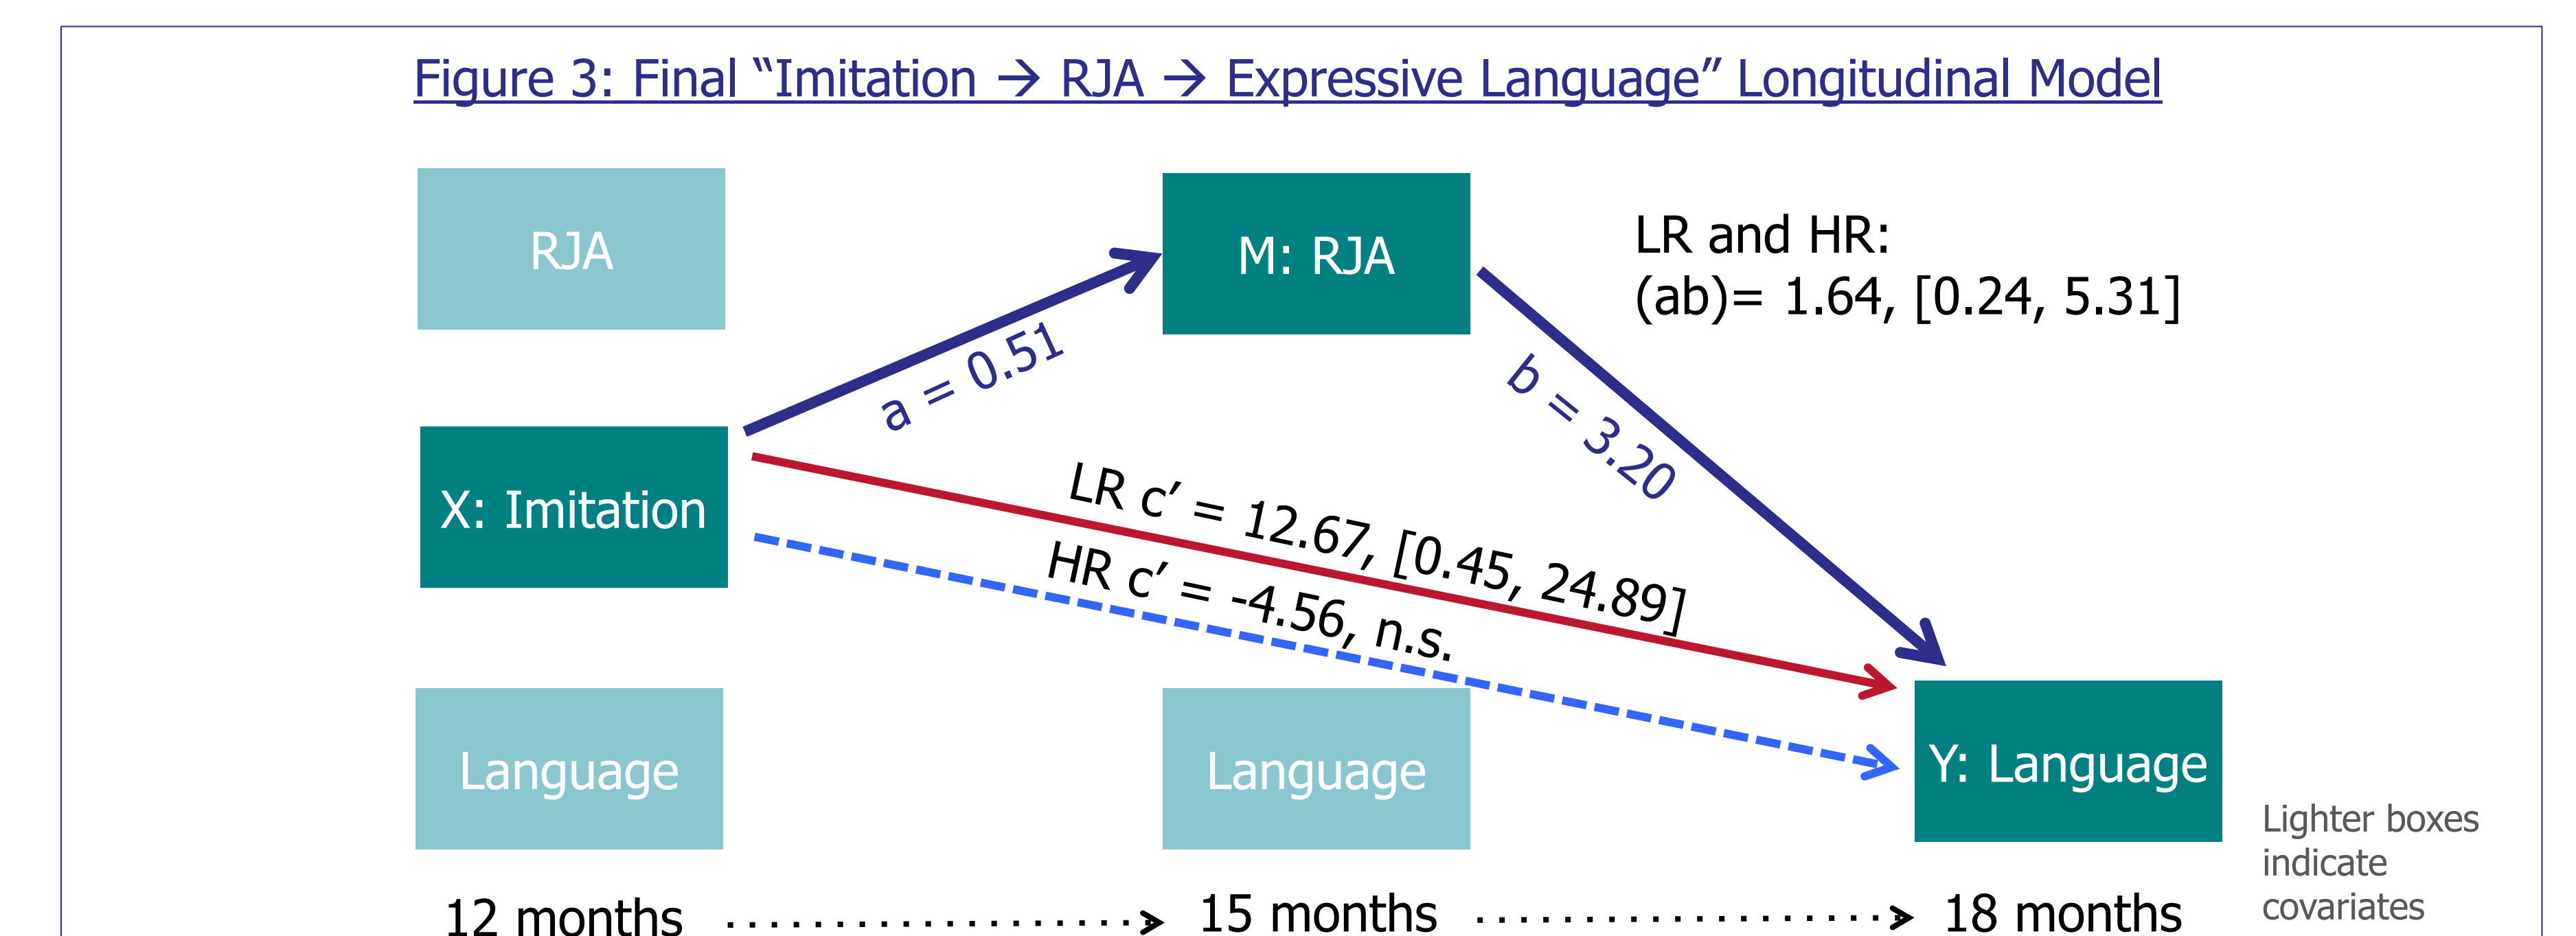 Figure 3: Final “Imitation → RJA → Expressive Language” Longitudinal Model
RJA
M: RJA
LR and HR:
(ab)= 1.64, [0.24, 5.31]
a = 0.51
b = 3.20
X: Imitation
LR c’ = 12.67, [0.45, 24.89]
HR c’ = -4.56, n.s.
Language
Language
Y: Language
Lighter boxes
indicate
covariates
12 months
15 months
18 months